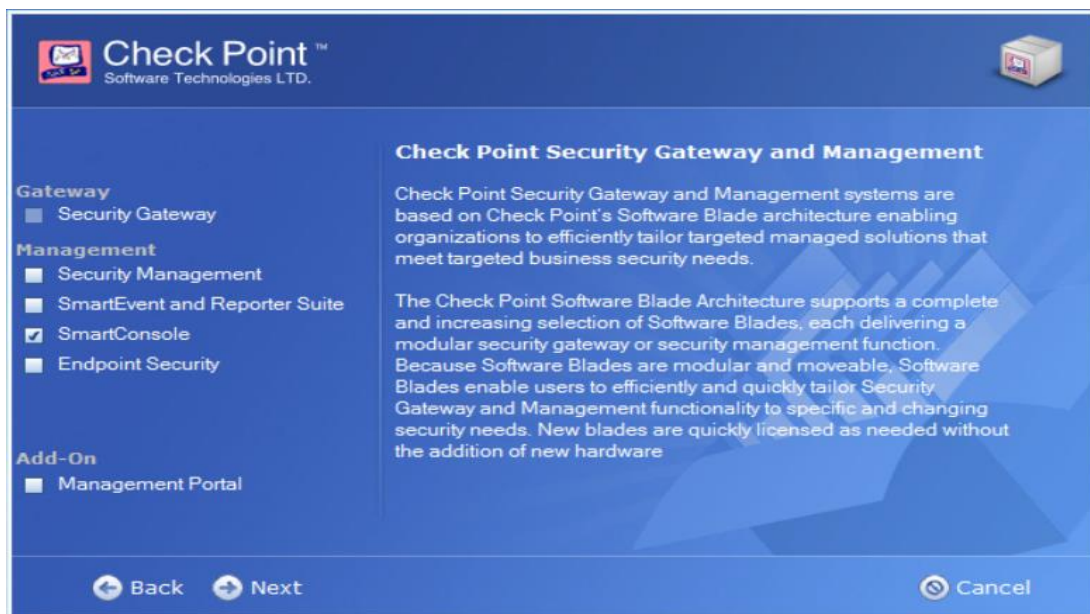 Check Point ™
Software Technologies LTD.
Gateway
Security Gateway
Management
Security Management
SmartEvent and Reporter Suite
SmartConsole
Endpoint Security
Add-On
Management Portal
Check Point Security Gateway and Management
Check Point Security Gateway and Management systems are
based on Check Point's Software Blade architecture enabling
organizations to efficiently tailor targeted managed solutions that
meet targeted business security needs.
The Check Point Software Blade Architecture supports a complete
and increasing selection of Software Blades, each delivering a
modular security gateway or security management function.
Because Software Blades are modular and moveable, Software
Blades enable users to efficiently and quickly tailor Security
Gateway and Management functionality to specific and changing
security needs. New blades are quickly licensed as needed without
the addition of new hardware
Back
Next
Cancel